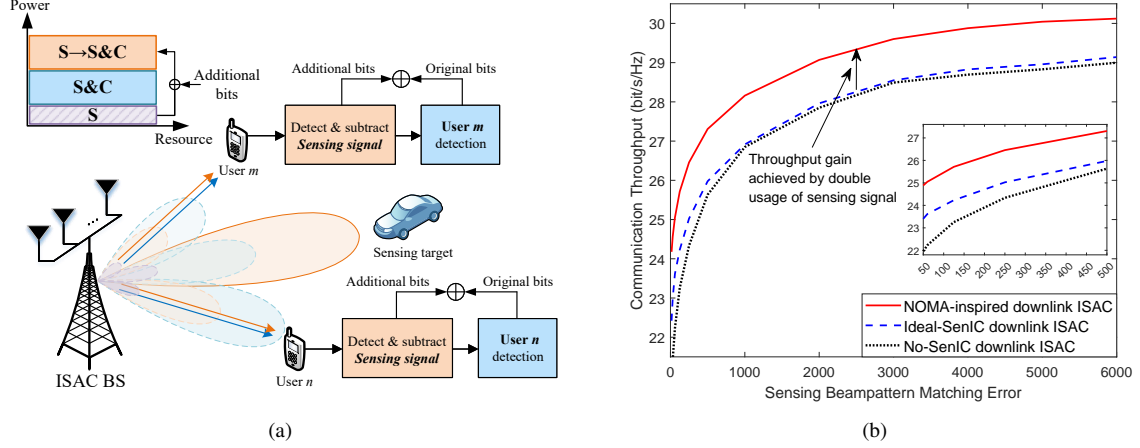 Power
S→S&C
S&C
S
Additional
bits
Resource
Additional bits
Original bits
Detect & subtract
Sensing signal
User m
detection
User m
Sensing target
Additional bits
Original bits
Detect & subtract
Sensing signal
User n
detection
User n
ISAC BS
(a)
Communication Throughput (bit/s/Hz)
30
29
28
27
26
25
24
23
22
Throughput gain
achieved by double
usage of sensing signal
27
26
25
24
23
22
50 100 150 200 250 300 350 400 450 500
NOMA-inspired downlink ISAC
Ideal-SenIC downlink ISAC
No-SenIC downlink ISAC
0 1000 2000 3000 4000 5000 6000
Sensing Beampattern Matching Error
(b)